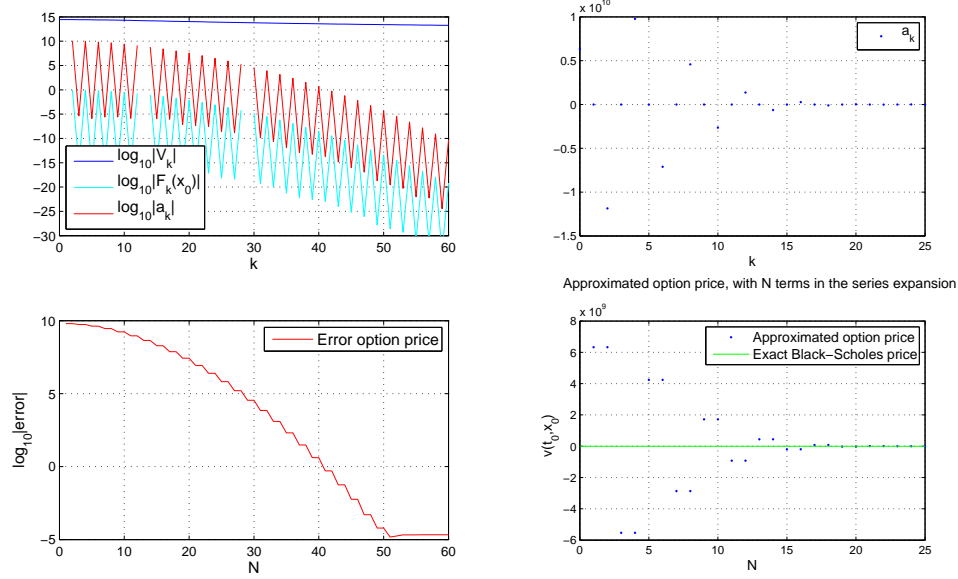 15
10
5
0
−5
−10
−15
−20
−25
−30
0 10 20 30 40 50 60
k
log10|Vk|
log10|Fk(x0)|
log10|ak|
x 10^10
1
0.5
0
−0.5
−1
−1.5
0 5 10 15 20 25
k
ak
10
5
0
−5
0 10 20 30 40 50 60
N
log10|error|
Error option price
Approximated option price, with N terms in the series expansion
x 10^9
8
6
4
2
0
−2
−4
−6
0 5 10 15 20 25
N
v(t0,x0)
Approximated option price
Exact Black−Scholes price